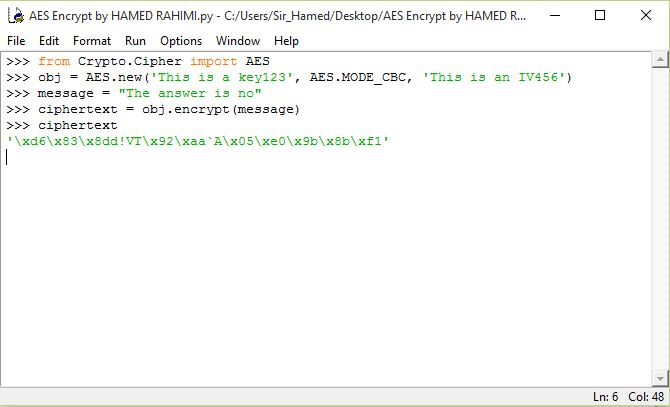 AES Encrypt by HAMED RAHIMI.py - C:/Users/Sir_Hamed/Desktop/AES Encrypt by HAMED R...
File Edit Format Run Options Window Help
>>> from Crypto.Cipher import AES
>>> obj = AES.new('This is a key123', AES.MODE_CBC, 'This is an IV456')
>>> message = "The answer is no"
>>> ciphertext = obj.encrypt(message)
>>> ciphertext
'\xd6\x83\x8dd!VT\x92\xaa`A\x05\xe0\x9b\x8b\xf1'
Ln: 6 Col: 48